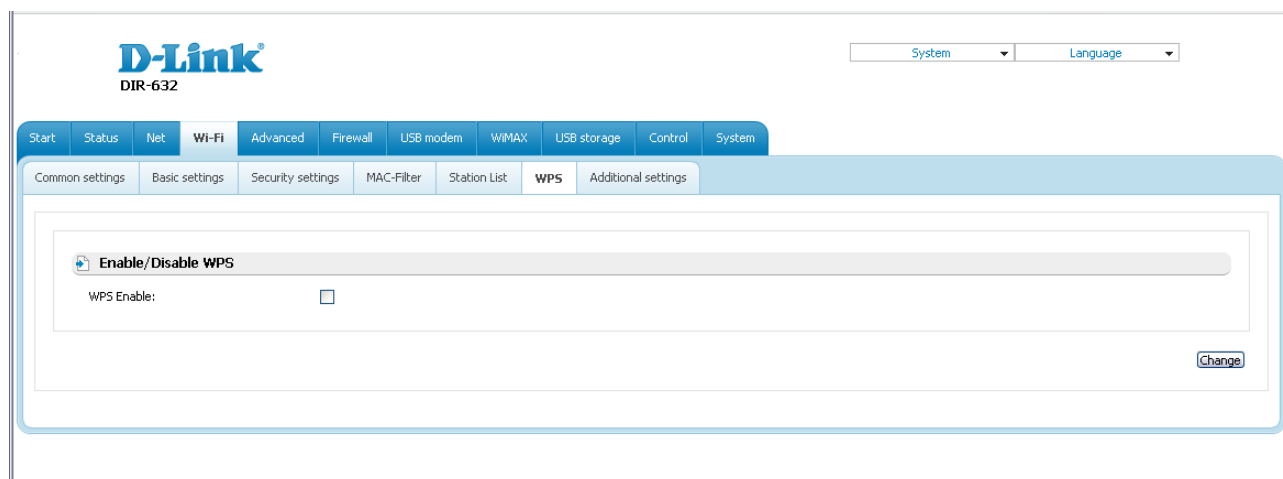 D-Link®
DIR-632
System Language
Start Status Net Wi-Fi Advanced Firewall USB modem WiMAX USB storage Control System
Common settings Basic settings Security settings MAC-Filter Station List WPS Additional settings
Enable/Disable WPS
WPS Enable:
Change